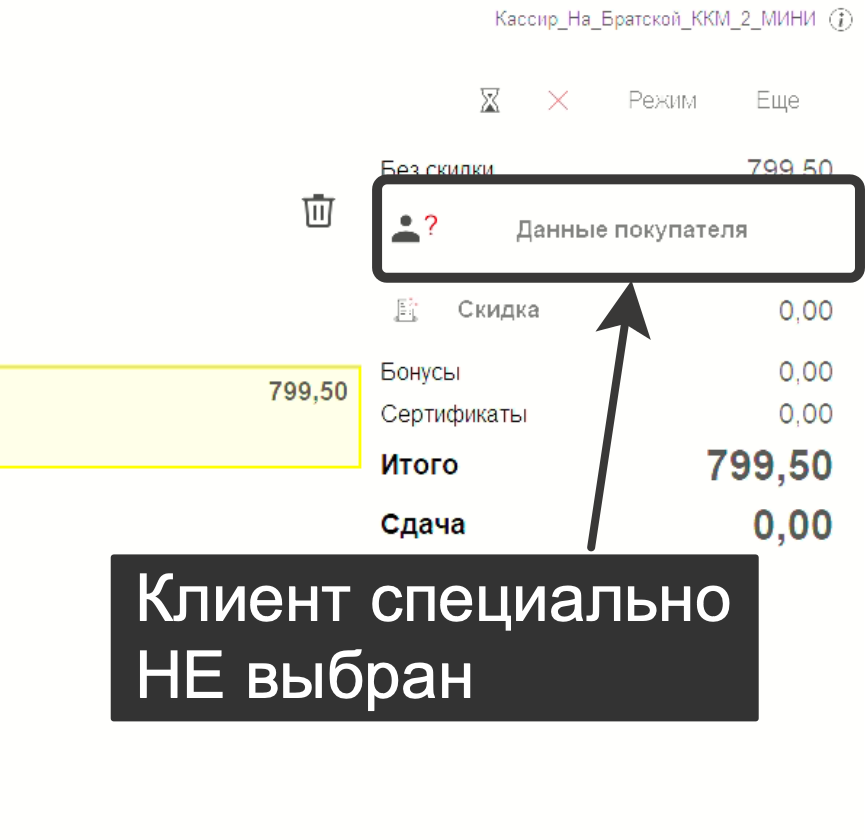 Кассир_На_Братской_ККМ_2_МИНИ
Режим Еще
Без скидки 799,50
? Данные покупателя
Скидка 0,00
799,50
Бонусы 0,00
Сертификаты 0,00
Итого 799,50
Сдача 0,00
Клиент специально
НЕ выбран